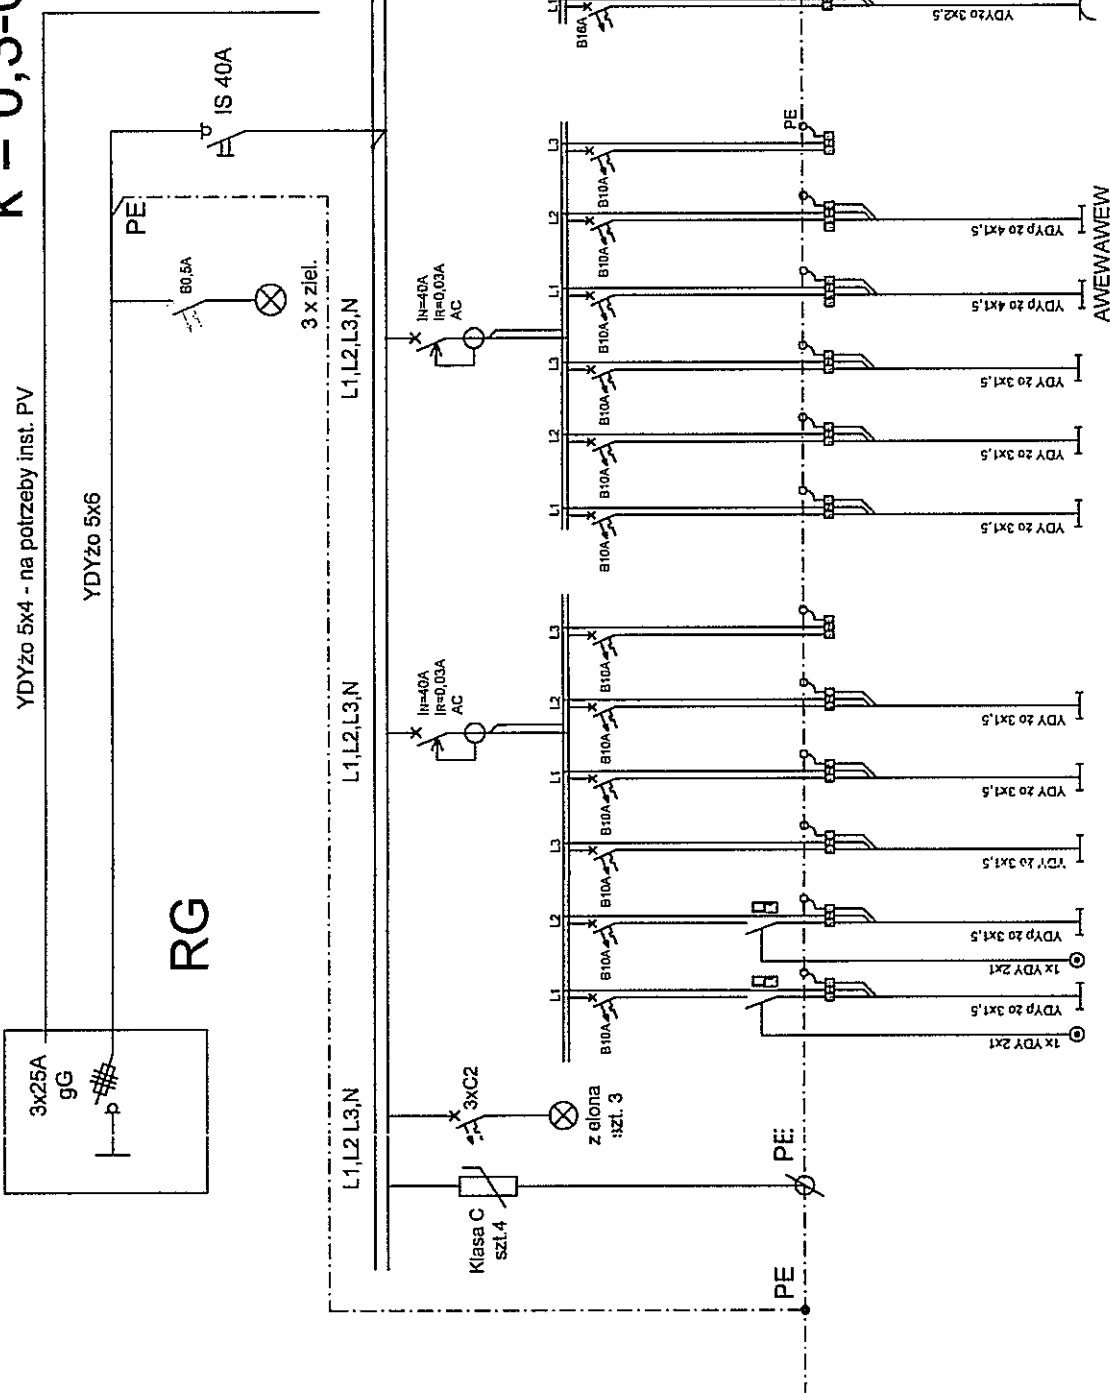 K = 0,3-0
YDYżo 5x4 - na potrzeby inst. PV
YDYżo 5x6
RG
3x25A
gG
IS 40A
PE
B0,5A
3 x ziel.
L1,L2 L3,N
L1,L2,L3,N
L1,L2,L3,N
Klasa C
szt.4
3xC2
z elona
szt. 3
IN=40A
IR=0,03A
AC
IN=40A
IR=0,03A
AC
L1
L2
L3
L1
L2
L3
L1
L2
L3
L1
L2
L3
L1
B10A
B10A
B10A
B10A
B10A
B10A
B10A
B10A
B10A
B10A
B10A
B10A
B16A
PE
PE
PE
1x YDY 2x1
YDYp żo 3x1,5
1x YDY 2x1
YDYp żo 3x1,5
YDY żo 3x1,5
YDY żo 3x1,5
YDY żo 3x1,5
YDY żo 3x1,5
YDY żo 3x1,5
YDY żo 3x1,5
YDYp żo 4x1,5
YDYp żo 4x1,5
YDYżo 3x2,5
AWEWAWEW